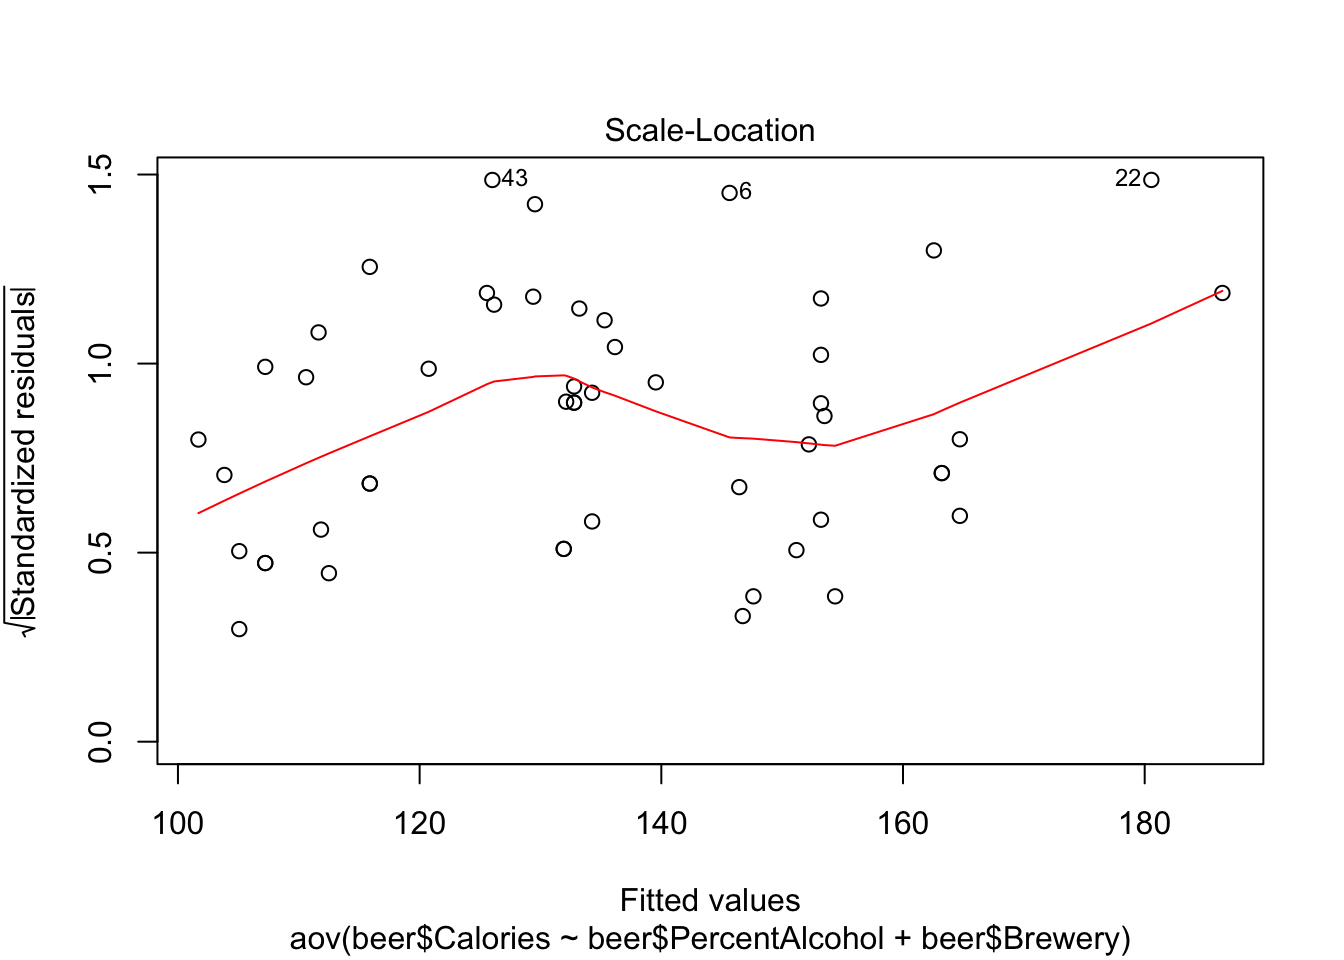 Scale-Location
√|Standardized residuals|
1.5
1.0
0.5
0.0
43
6
22
100 120 140 160 180
Fitted values
aov(beer$Calories ~ beer$PercentAlcohol + beer$Brewery)